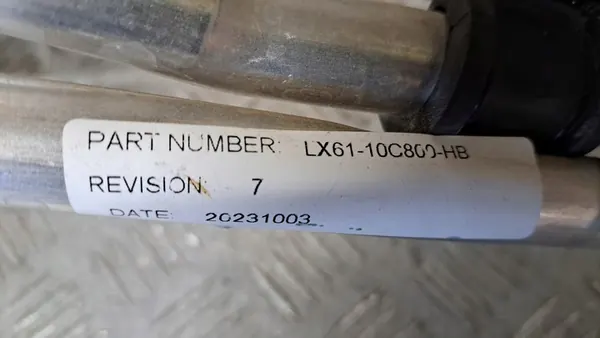 PART NUMBER: LX61-10C800-HB
REVISION: 7
DATE: 20231003